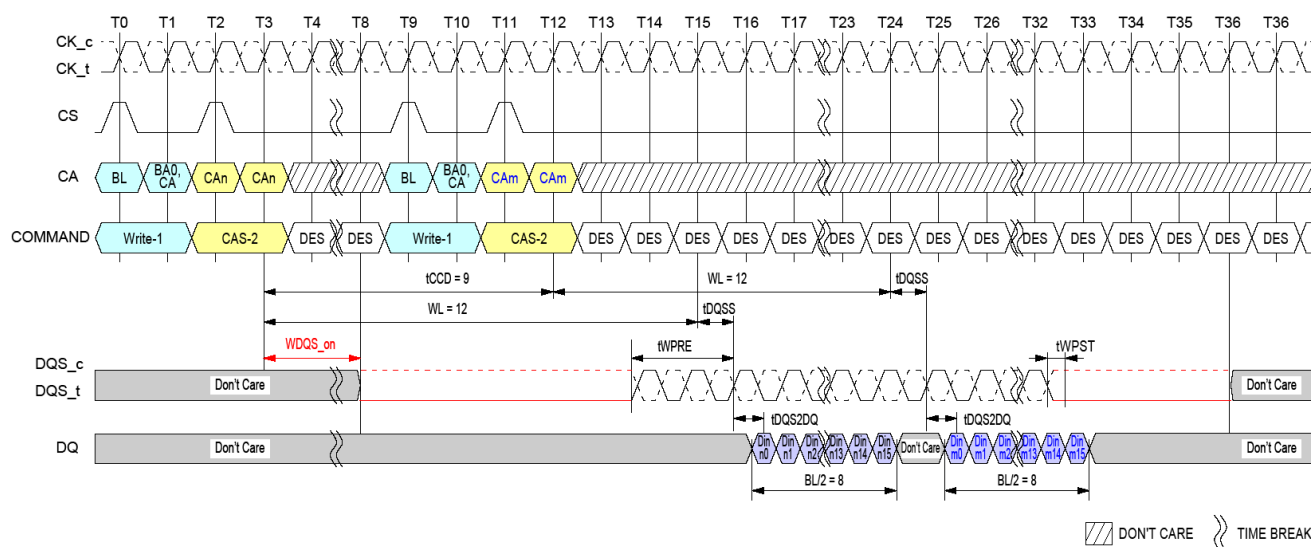 T0 T1 T2 T3 T4 T8 T9 T10 T11 T12 T13 T14 T15 T16 T17 T23 T24 T25 T26 T32 T33 T34 T35 T36 T36
CK_c
CK_t
CS
CA BL BA0, CA CAn CAn BL BA0, CA CAm CAm
COMMAND Write-1 CAS-2 DES DES Write-1 CAS-2 DES DES DES DES DES DES DES DES DES DES DES DES DES DES DES
tCCD = 9 WL = 12 tDQSS
WL = 12 tDQSS
WDQS_on tWPRE tWPST
DQS_c
DQS_t Don't Care Don't Care
tDQS2DQ tDQS2DQ
DQ Don't Care Din n0 Din n1 Din n2 Din n13 Din n14 Din n15 Don't Care Din m0 Din m1 Din m2 Din m13 Din m14 Din m15 Don't Care
BL/2 = 8 BL/2 = 8
DON'T CARE TIME BREAK